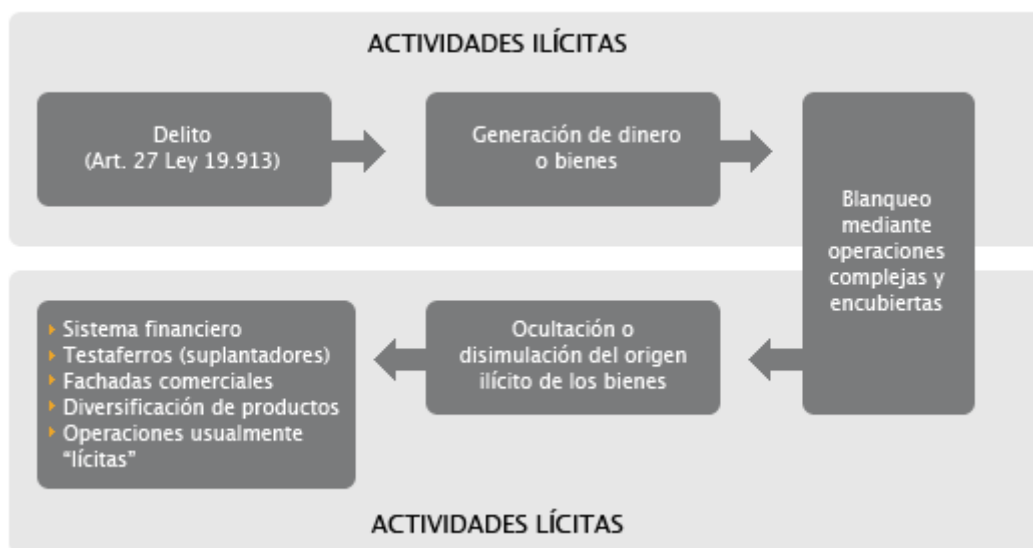 ACTIVIDADES ILÍCITAS
Delito
(Art. 27 Ley 19.913)
Generación de dinero
o bienes
Blanqueo
mediante
operaciones
complejas y
encubiertas
Ocultación o
disimulación del origen
ilícito de los bienes
Sistema financiero
Testaferros (suplantadores)
Fachadas comerciales
Diversificación de productos
Operaciones usualmente
“lícitas”
ACTIVIDADES LÍCITAS